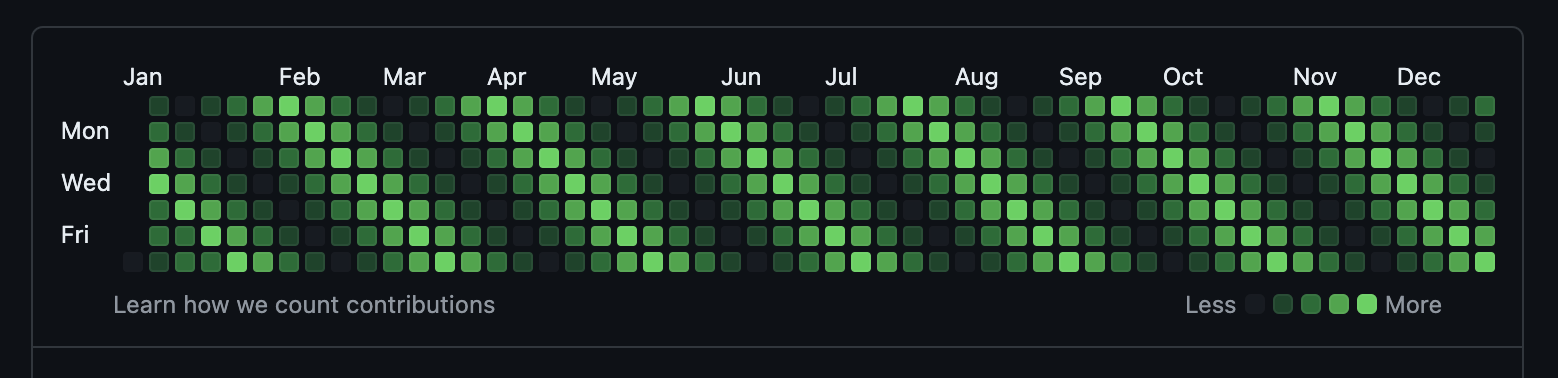 Jan Feb Mar Apr May Jun Jul Aug Sep Oct Nov Dec
Mon
Wed
Fri
Learn how we count contributions Less More